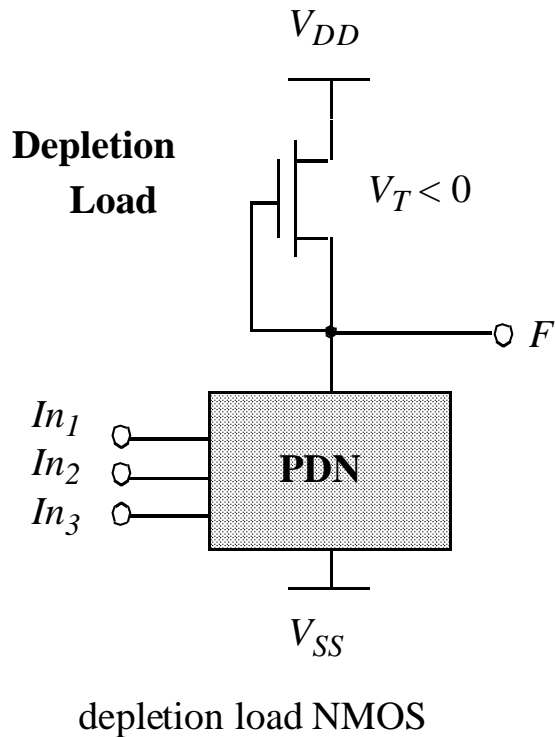 V_DD
Depletion
Load
V_T < 0
F
In_1
In_2
In_3
PDN
V_SS
depletion load NMOS